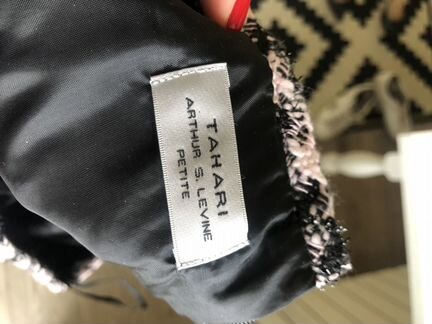 TAHARI
ARTHUR S. LEVINE
PETITE